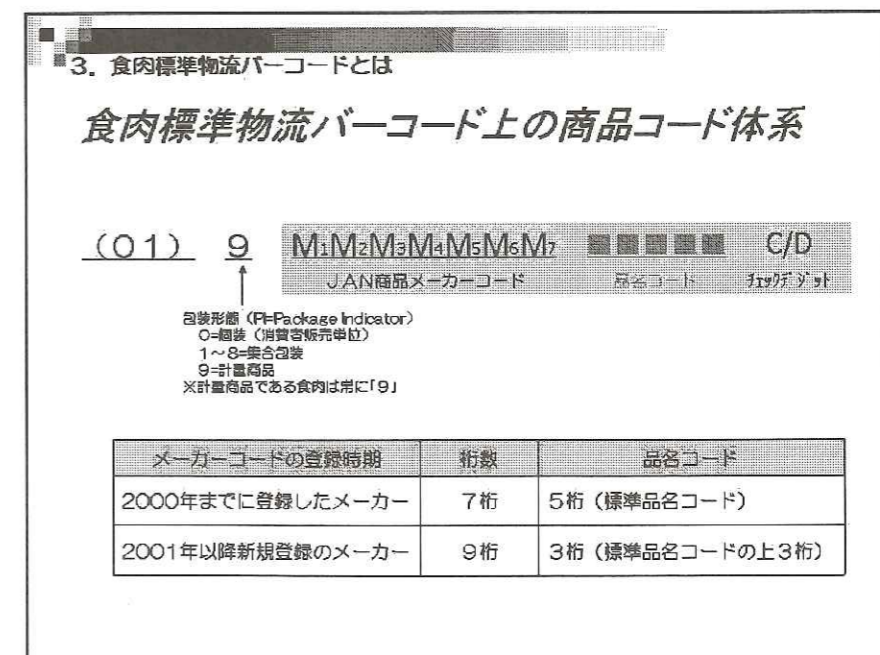 3. 食肉標準物流バーコードとは
食肉標準物流バーコード上の商品コード体系
(01) 9 M1M2M3M4M5M6M7 ■■■■■ C/D
JAN商品メーカーコード 品名コード チェックデジット
包装形態(PI=Package Indicator)
0=個装(消費者販売単位)
1~8=集合包装
9=計量商品
※計量商品である食肉は常に「9」
メーカーコードの登録時期 桁数 品名コード
2000年までに登録したメーカー 7桁 5桁(標準品名コード)
2001年以降新規登録のメーカー 9桁 3桁(標準品名コードの上3桁)